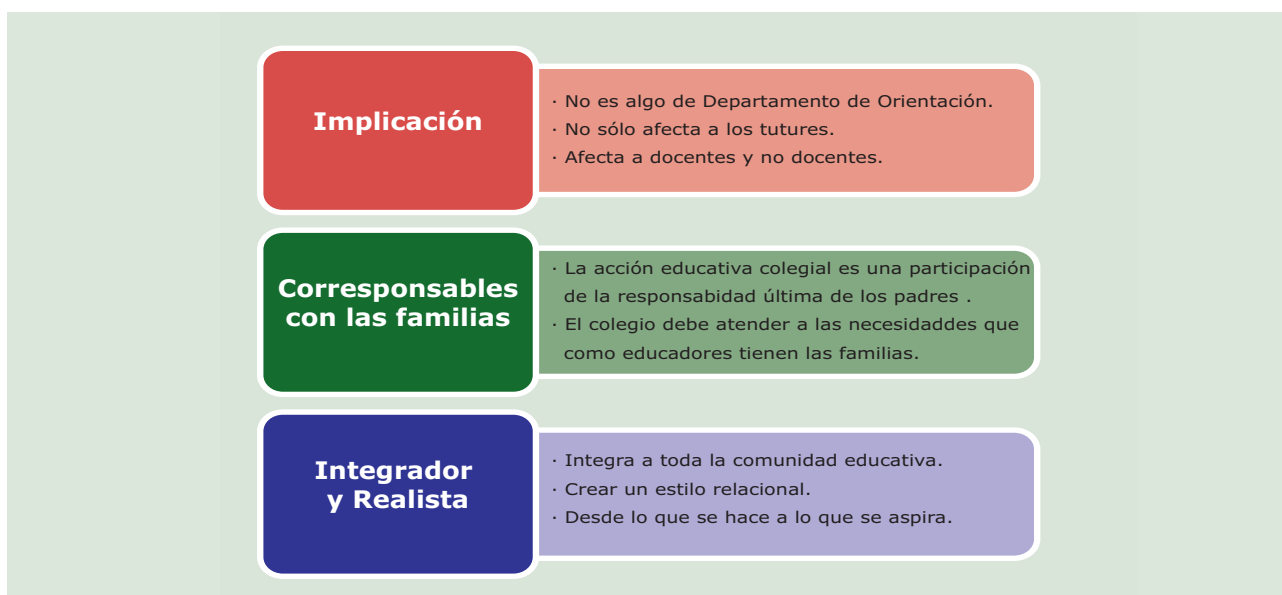 Implicación
· No es algo de Departamento de Orientación.
· No sólo afecta a los tutures.
· Afecta a docentes y no docentes.
Corresponsables
con las familias
· La acción educativa colegial es una participación
de la responsabidad última de los padres .
· El colegio debe atender a las necesidaddes que
como educadores tienen las familias.
Integrador
y Realista
· Integra a toda la comunidad educativa.
· Crear un estilo relacional.
· Desde lo que se hace a lo que se aspira.